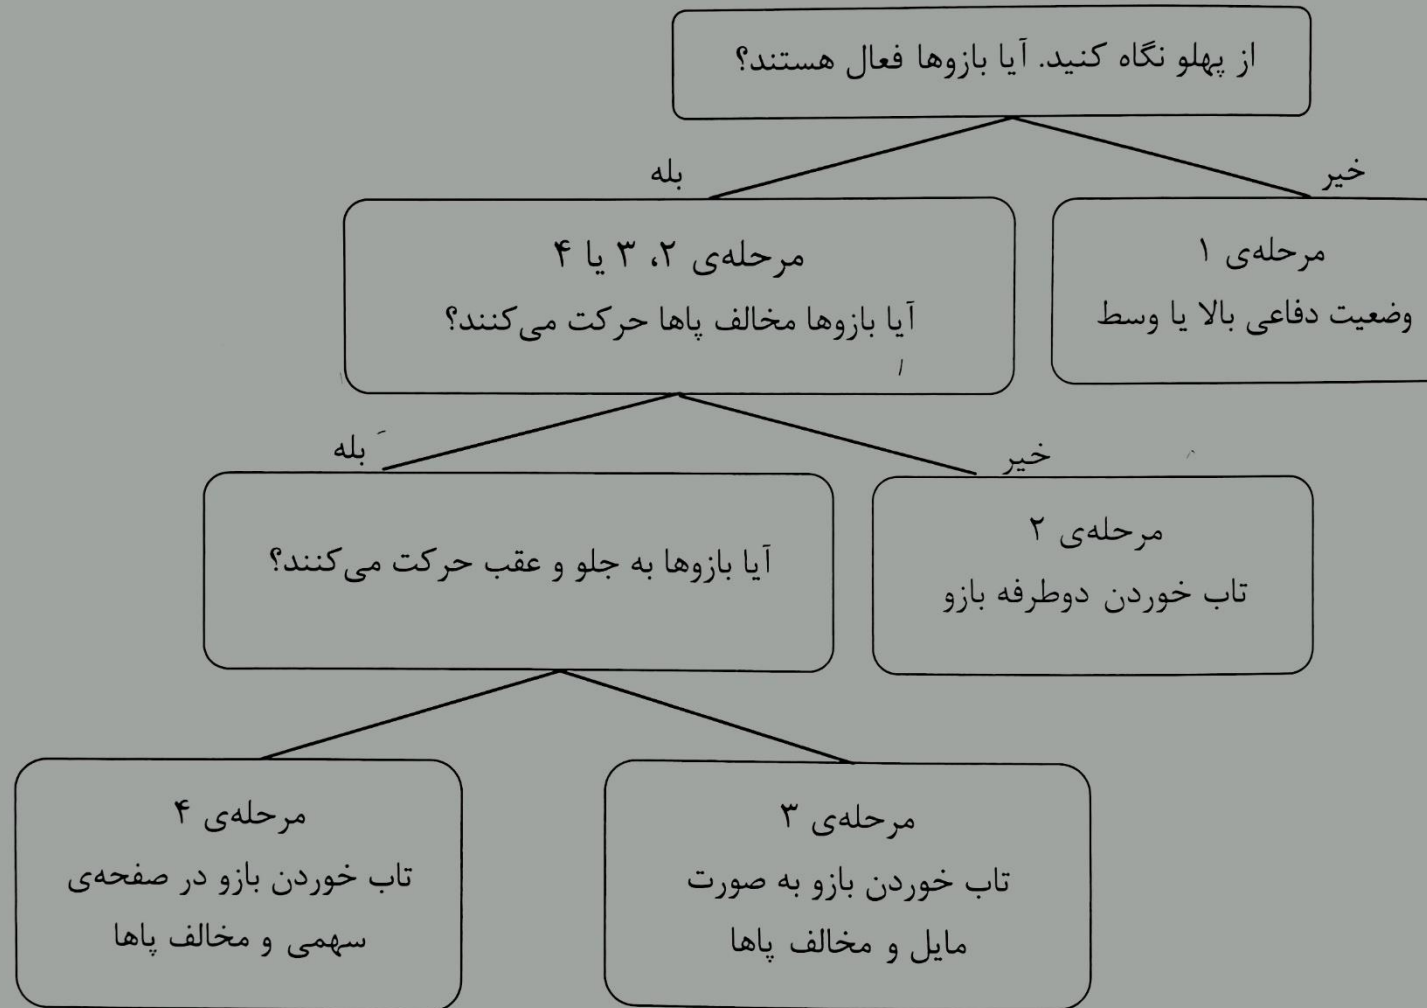 از پهلو نگاه کنید. آیا بازوها فعال هستند؟
خیر
بله
مرحله‌ی ۱
وضعیت دفاعی بالا یا وسط
مرحله‌ی ۲، ۳ یا ۴
آیا بازوها مخالف پاها حرکت می‌کنند؟
خیر
بله
مرحله‌ی ۲
تاب خوردن دوطرفه بازو
آیا بازوها به جلو و عقب حرکت می‌کنند؟
مرحله‌ی ۳
تاب خوردن بازو به صورت
مایل و مخالف پاها
مرحله‌ی ۴
تاب خوردن بازو در صفحه‌ی
سهمی و مخالف پاها